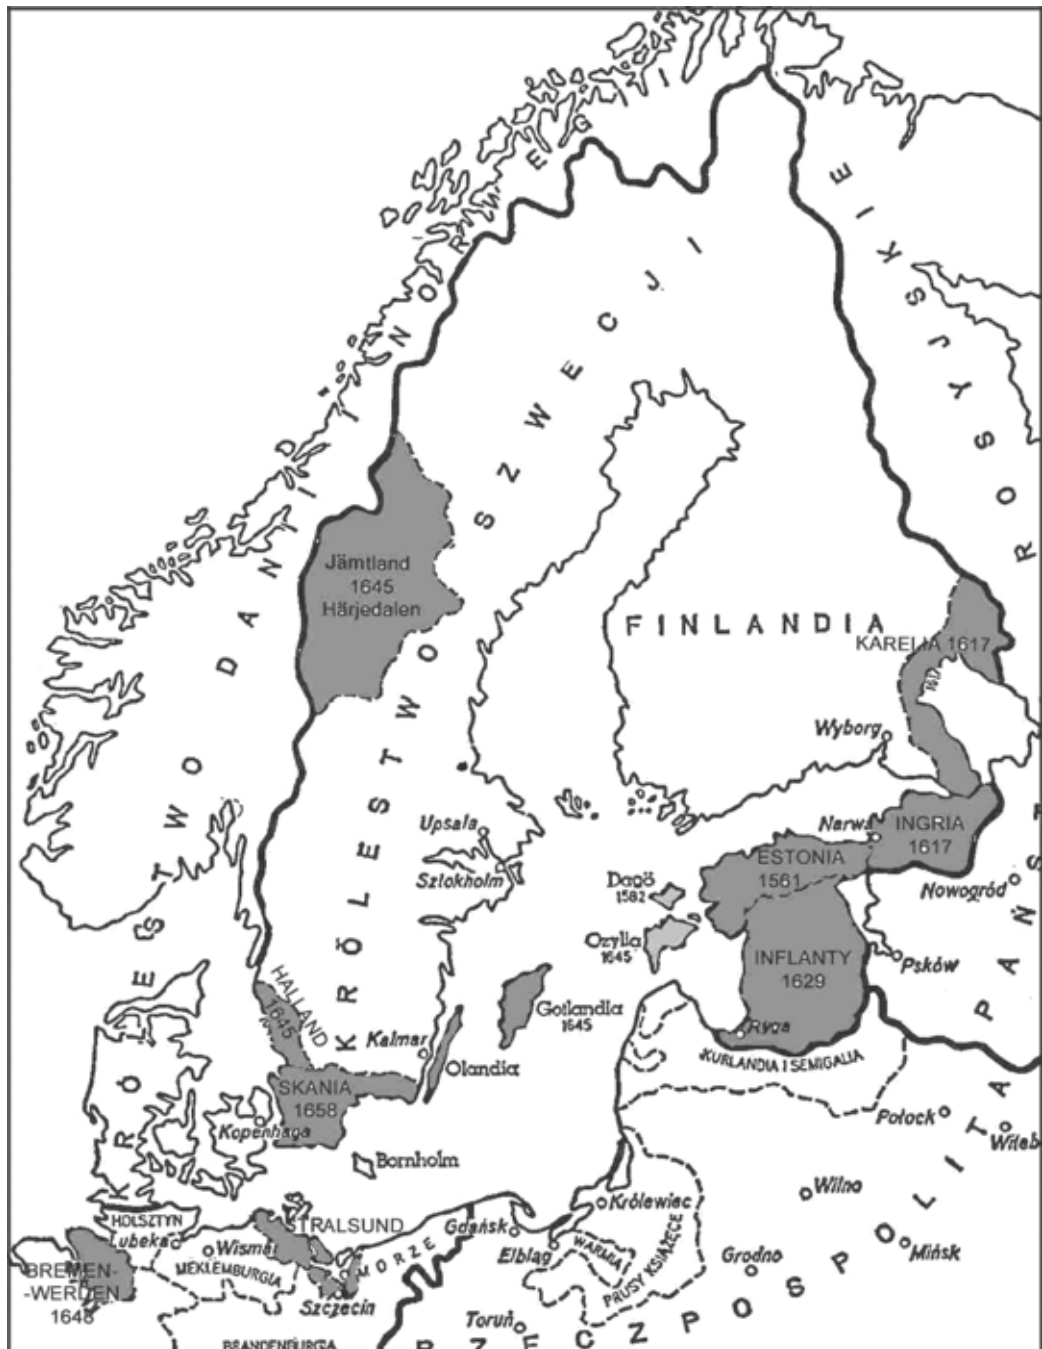 KRÓLESTWO DANII I NORWEGII
KRÓLESTWO SZWECJI
PAŃSTWO ROSYJSKIE
Jämtland
1645
Härjedalen
FINLANDIA
KARELIA 1617
1617
Wyborg
Upsala
Sztokholm
Narwa
INGRIA
1617
ESTONIA
1561
Nowogród
Dagö
1582
Ozylla
1645
INFLANTY
1629
Psków
HALLAND
1645
Gotlandia
1645
Kalmar
Olandia
Ryga
KURLANDIA I SEMIGALIA
SKANIA
1658
Kopenhaga
Bornholm
Połock
Witeb
Wilno
Królewiec
HOLSZTYN
Lubeka
STRALSUND
Gdańsk
Wismar
MEKLEMBURGIA
MORZE
Elbląg
WARMIA
PRUSY KSIĄŻĘCE
Grodno
Mińsk
BREMEN-
-WERDEN
1648
Szczecin
Toruń
BRANDENBURGIA
RZECZPOSPOLITA